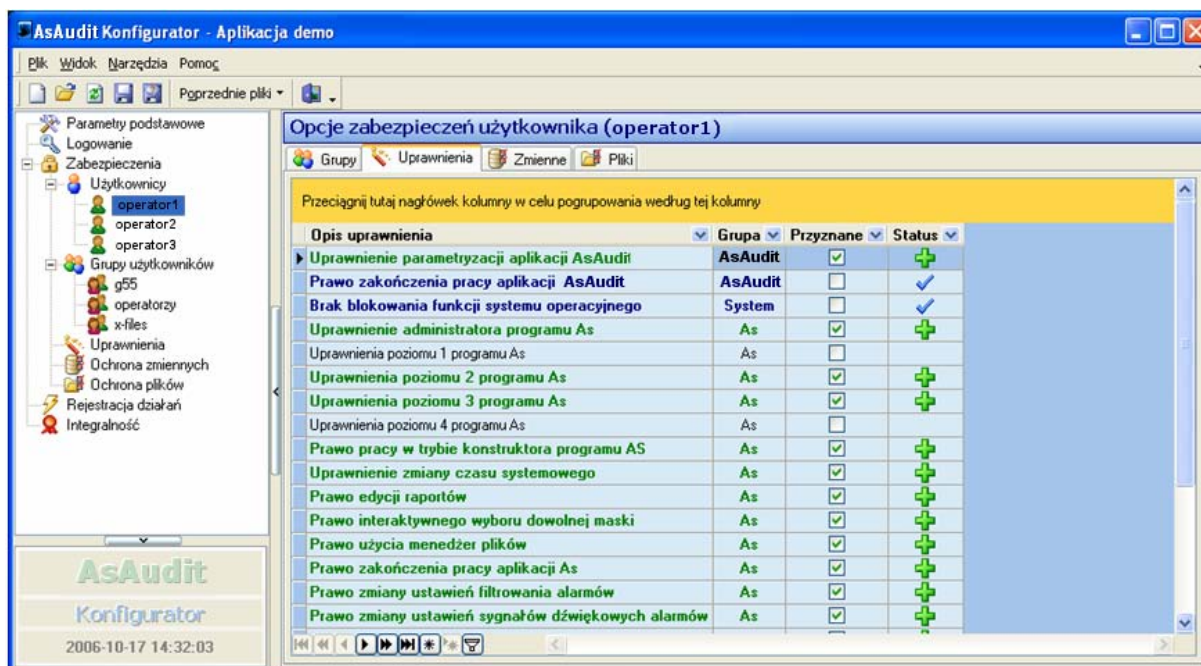 AsAudit Konfigurator - Aplikacja demo
Plik Widok Narzędzia Pomoc
Poprzednie pliki
Parametry podstawowe
Logowanie
Zabezpieczenia
Użytkownicy
operator1
operator2
operator3
Grupy użytkowników
g55
operatorzy
x-files
Uprawnienia
Ochrona zmiennych
Ochrona plików
Rejestracja działań
Integralność
AsAudit
Konfigurator
2006-10-17 14:32:03
Opcje zabezpieczeń użytkownika (operator1)
Grupy Uprawnienia Zmienne Pliki
Przeciągnij tutaj nagłówek kolumny w celu pogrupowania według tej kolumny
Opis uprawnienia Grupa Przyznane Status
Uprawnienie parametryzacji aplikacji AsAudit AsAudit
Prawo zakończenia pracy aplikacji AsAudit AsAudit
Brak blokowania funkcji systemu operacyjnego System
Uprawnienie administratora programu As As
Uprawnienia poziomu 1 programu As As
Uprawnienia poziomu 2 programu As As
Uprawnienia poziomu 3 programu As As
Uprawnienia poziomu 4 programu As As
Prawo pracy w trybie konstruktora programu AS As
Uprawnienie zmiany czasu systemowego As
Prawo edycji raportów As
Prawo interaktywnego wyboru dowolnej maski As
Prawo użycia menedżer plików As
Prawo zakończenia pracy aplikacji As As
Prawo zmiany ustawień filtrowania alarmów As
Prawo zmiany ustawień sygnałów dźwiękowych alarmów As